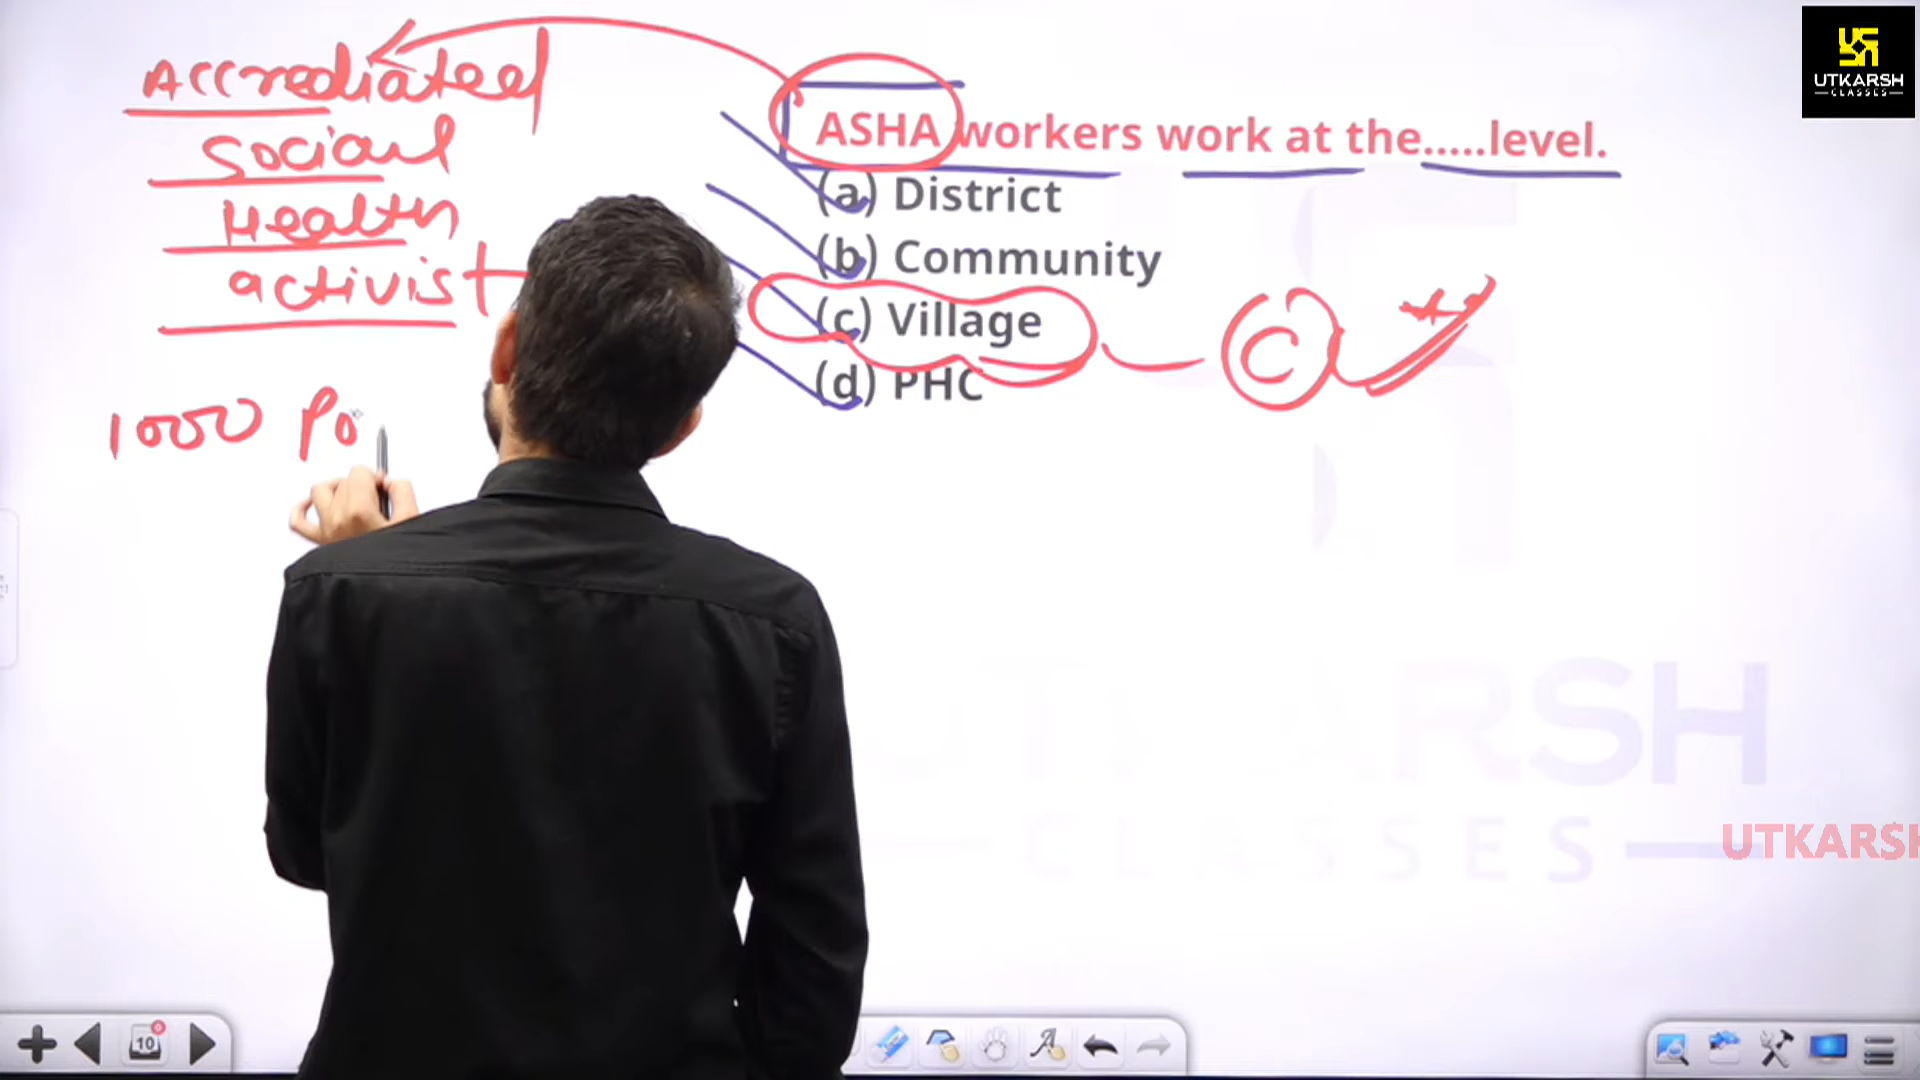 Accrediated
Social
Health
activist
1000 Po
ASHA workers work at the.....level.
(a) District
(b) Community
(c) Village
(d) PHC
C
UTKARSH
CLASSES
UTKARSH
CLASSES
UTKARSH
10
0